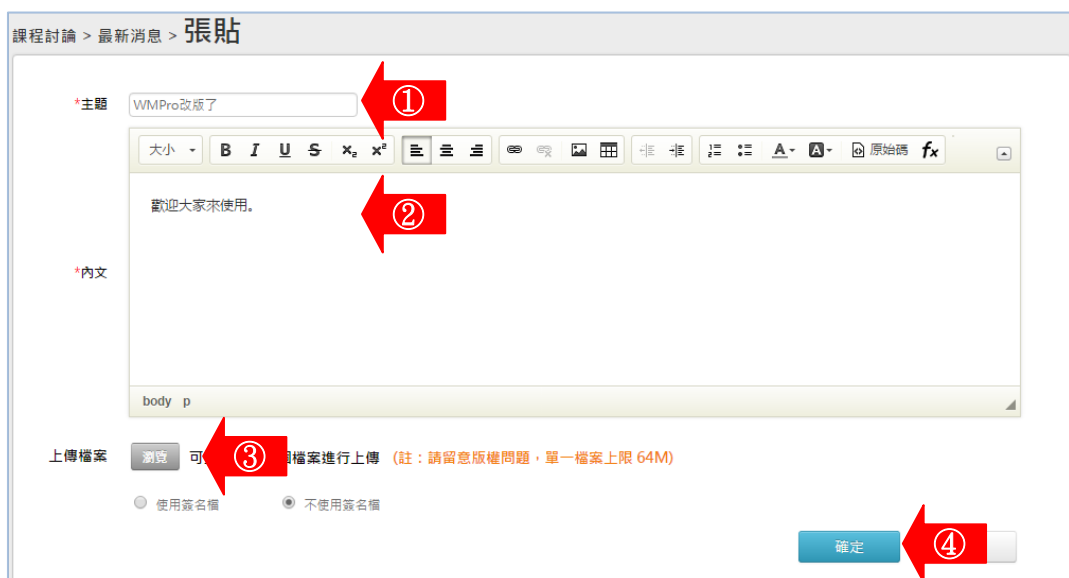 課程討論 > 最新消息 > 張貼
*主題 WMPro改版了 ①
大小 B I U S x₂ x² A A 原始碼 fx
歡迎大家來使用。 ②
*內文
body p
上傳檔案 瀏覽 可 ③ 檔案進行上傳 (註：請留意版權問題，單一檔案上限 64M)
使用簽名檔 不使用簽名檔
確定 ④